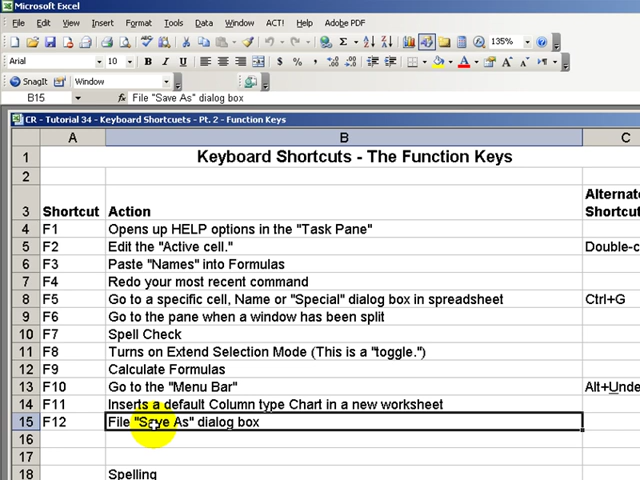 Microsoft Excel
File Edit View Insert Format Tools Data Window ACT! Help Adobe PDF
Σ 135%
Arial 10 B I U $ % ,
SnagIt Window
B15 fx File "Save As" dialog box
CR - Tutorial 34 - Keyboard Shortcuets - Pt. 2 - Function Keys
A B C
1 Keyboard Shortcuts - The Function Keys
2
Alternate
3 Shortcut Action Shortcut
4 F1 Opens up HELP options in the "Task Pane"
5 F2 Edit the "Active cell." Double-c
6 F3 Paste "Names" into Formulas
7 F4 Redo your most recent command
8 F5 Go to a specific cell, Name or "Special" dialog box in spreadsheet Ctrl+G
9 F6 Go to the pane when a window has been split
10 F7 Spell Check
11 F8 Turns on Extend Selection Mode (This is a "toggle.")
12 F9 Calculate Formulas
13 F10 Go to the "Menu Bar" Alt+Unde
14 F11 Inserts a default Column type Chart in a new worksheet
15 F12 File "Save As" dialog box
16
17
18 Spelling